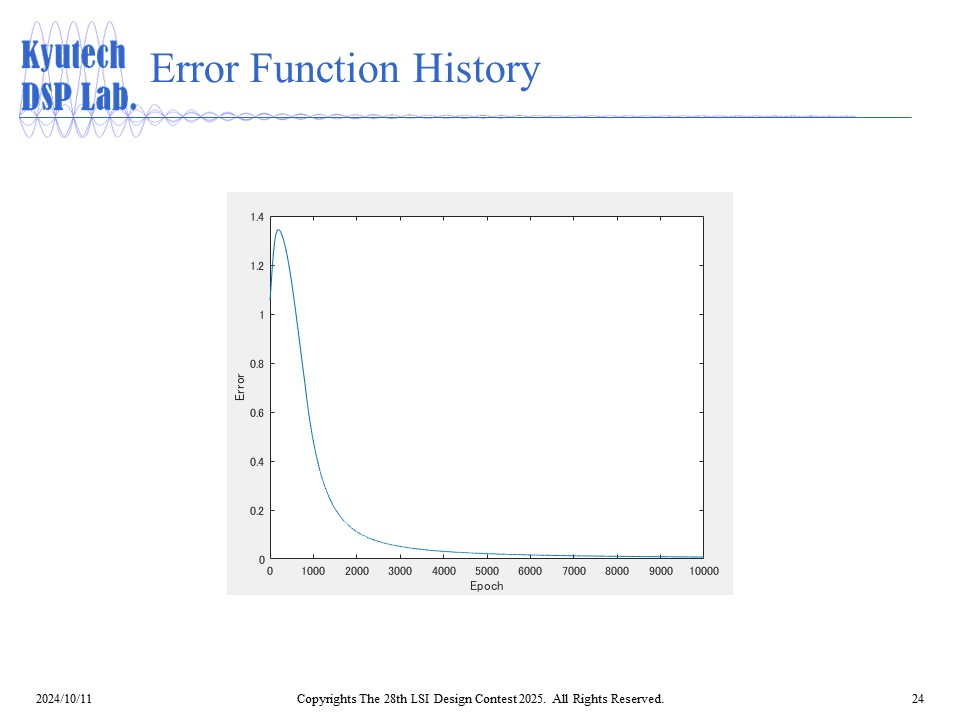 Kyutech
DSP Lab.
Error Function History
1.4
1.2
1
0.8
0.6
0.4
0.2
0
Error
0 1000 2000 3000 4000 5000 6000 7000 8000 9000 10000
Epoch
2024/10/11 Copyrights The 28th LSI Design Contest 2025. All Rights Reserved. 24